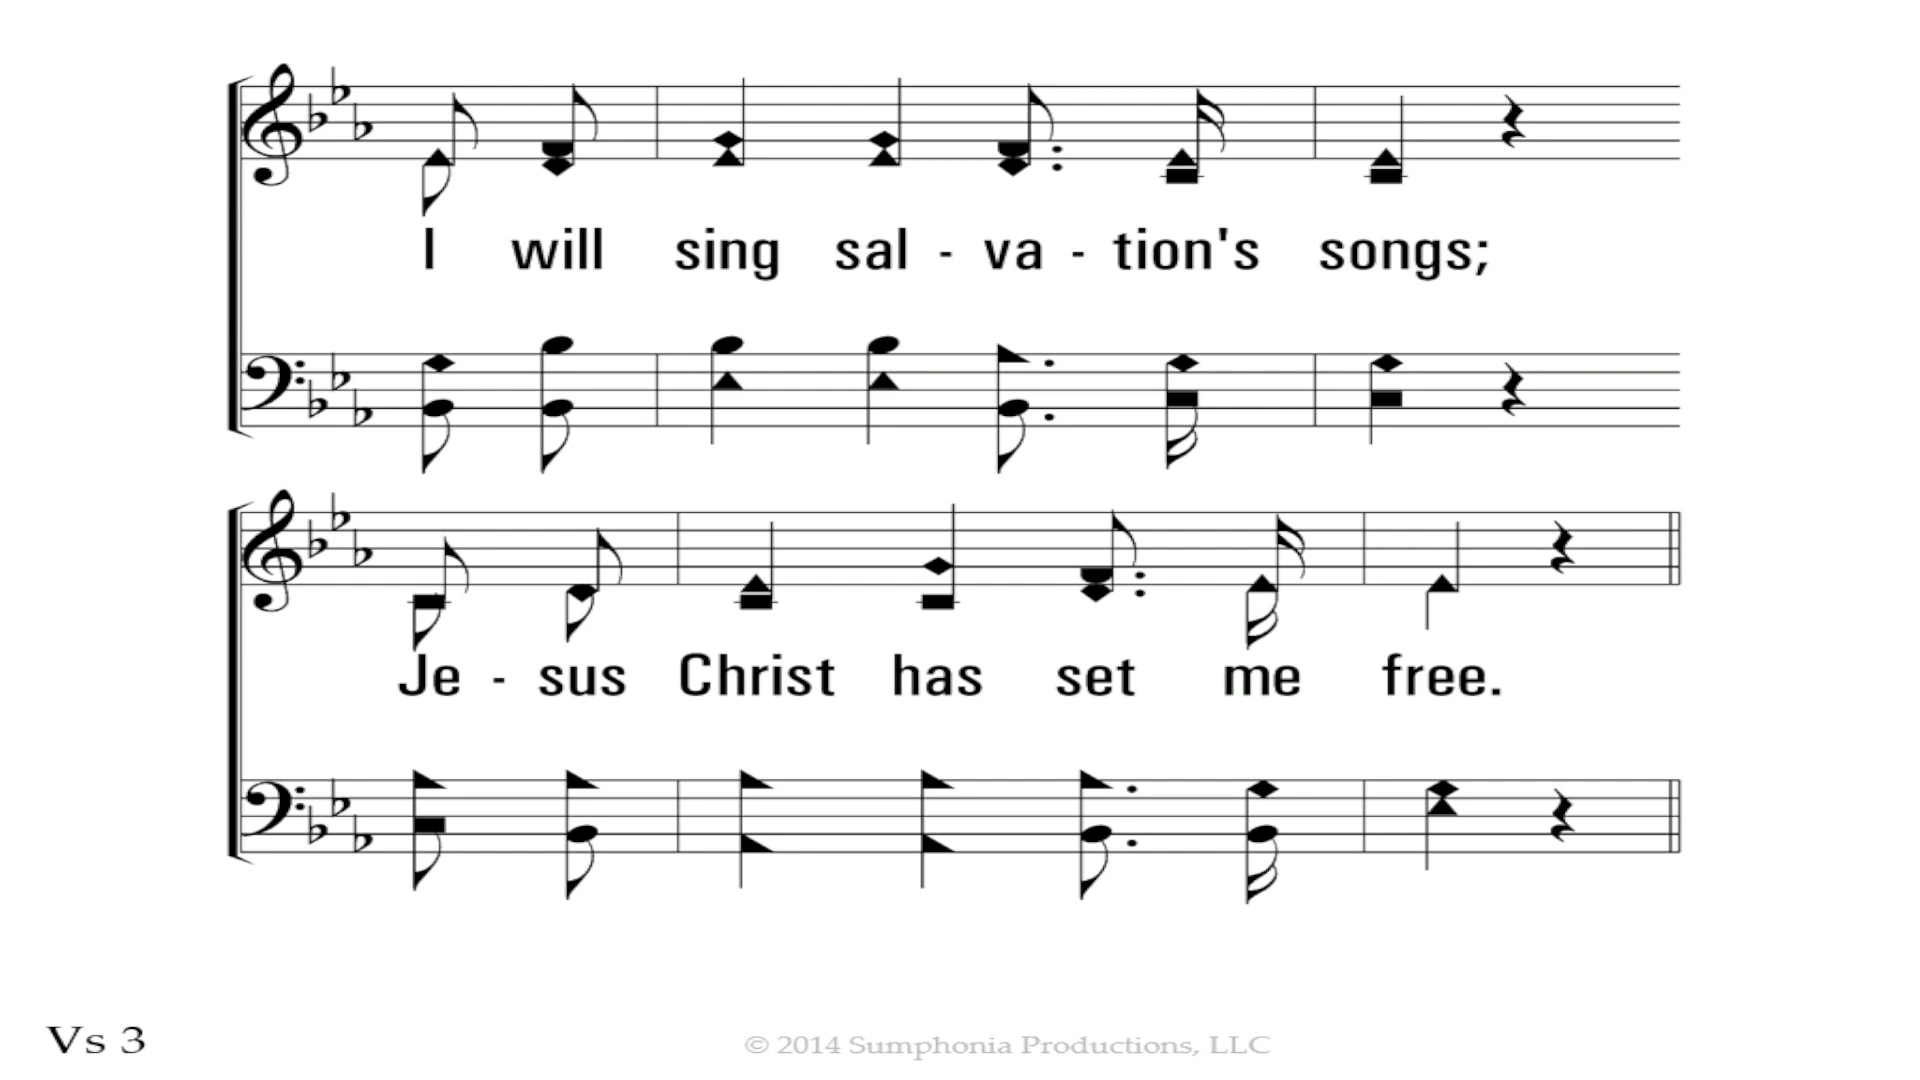 I will sing sal - va - tion's songs;
Je - sus Christ has set me free.
Vs 3
© 2014 Sumphonia Productions, LLC